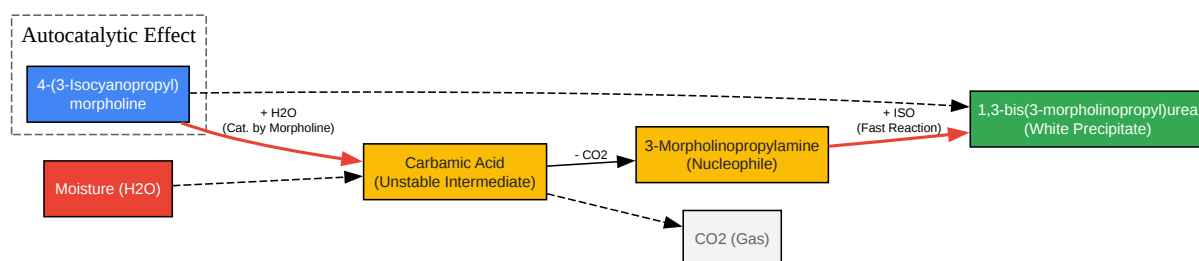 Autocatalytic Effect
4-(3-Isocyanopropyl)
morpholine
+ H2O
(Cat. by Morpholine)
Moisture (H2O)
Carbamic Acid
(Unstable Intermediate)
- CO2
3-Morpholinopropylamine
(Nucleophile)
CO2 (Gas)
+ ISO
(Fast Reaction)
1,3-bis(3-morpholinopropyl)urea
(White Precipitate)